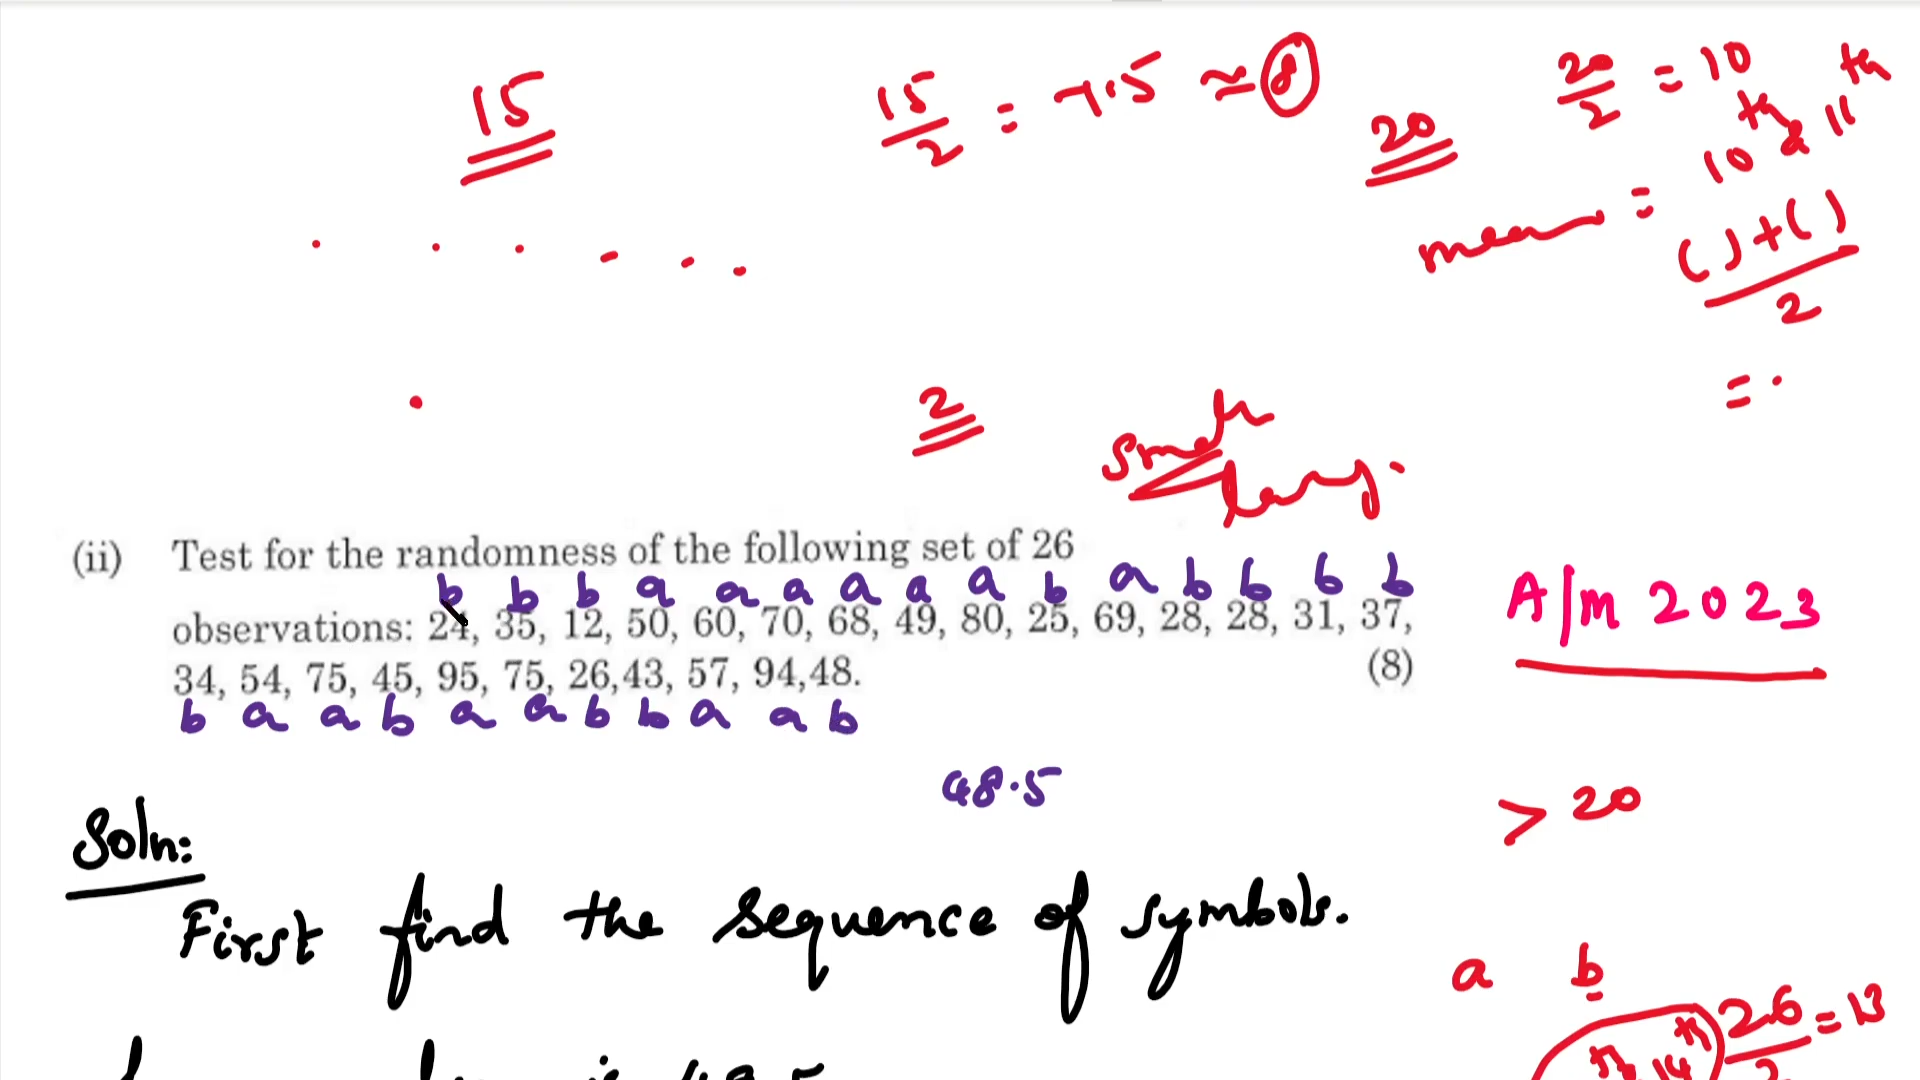 15
15/2 = 7.5 ≈ 8
20
20/2 = 10
10th & 11th
mean = ( ) + ( ) / 2
= .
2
(ii) Test for the randomness of the following set of 26
b b b a a a a a a b a b b b b
observations: 24, 35, 12, 50, 60, 70, 68, 49, 80, 25, 69, 28, 28, 31, 37,
34, 54, 75, 45, 95, 75, 26,43, 57, 94,48. (8)
b a a b a a b b a a b
A/M 2023
48.5
> 20
Soln:
First find the sequence of symbols.
a b
26/2 = 13
14th